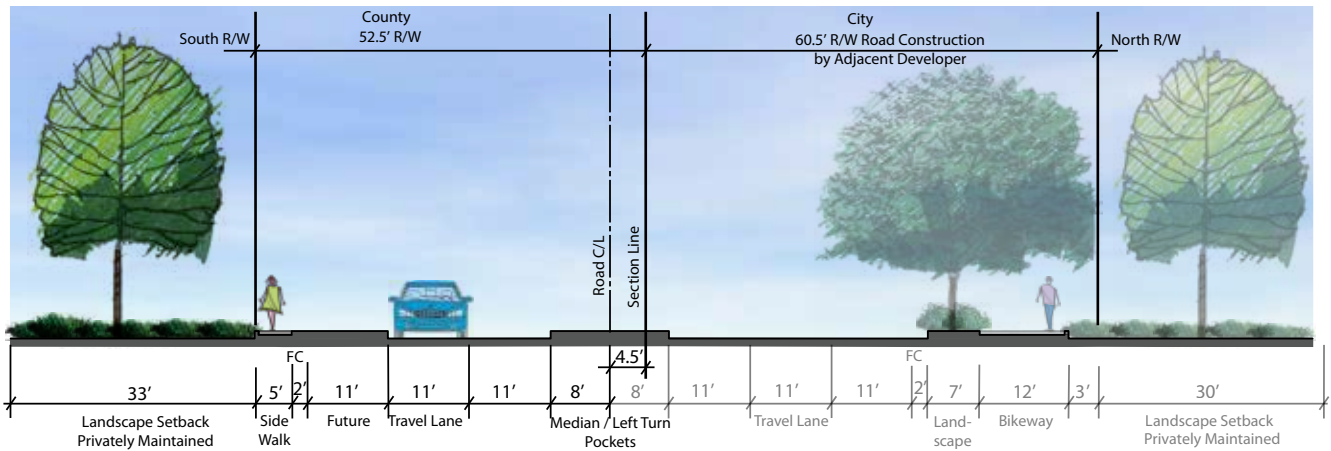 County
52.5' R/W
City
60.5' R/W Road Construction
by Adjacent Developer
South R/W
North R/W
Road C/L
Section Line
FC
4.5'
FC
33'
5'
2'
11'
11'
11'
8'
8'
11'
11'
11'
2'
7'
12'
3'
30'
Landscape Setback
Privately Maintained
Side
Walk
Future
Travel Lane
Median / Left Turn
Pockets
Travel Lane
Land-
scape
Bikeway
Landscape Setback
Privately Maintained